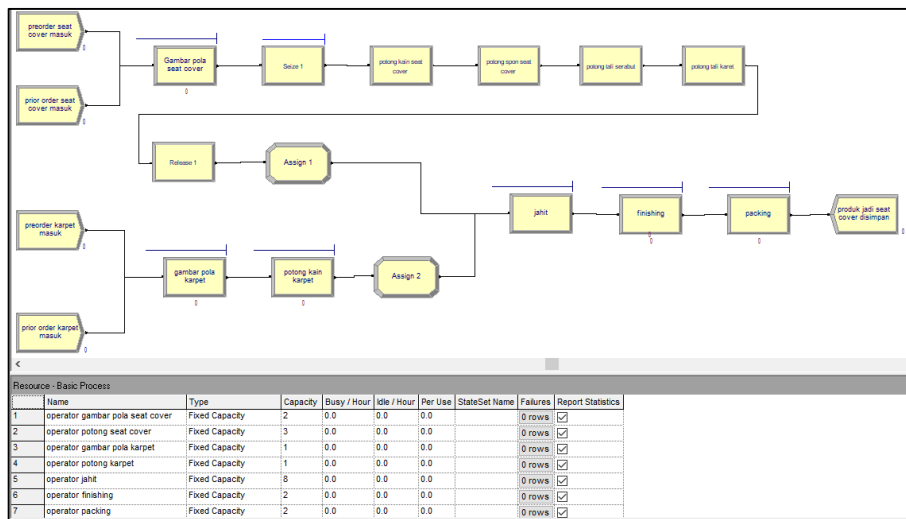 preorder seat
cover masuk
0
prior order seat
cover masuk
0
Gambar pola
seat cover
0
Seize 1
potong kain seat
cover
potong spon seat
cover
potong tali serabut
potong tali karet
Release 1
Assign 1
preorder karpet
masuk
0
prior order karpet
masuk
0
gambar pola
karpet
0
potong kain
karpet
0
Assign 2
jahit
finishing
0
0
packing
0
produk jadi seat
cover disimpan
0
<
Resource - Basic Process
Name Type Capacity Busy / Hour Idle / Hour Per Use StateSet Name Failures Report Statistics
1 operator gambar pola seat cover Fixed Capacity 2 0.0 0.0 0.0 0 rows
2 operator potong seat cover Fixed Capacity 3 0.0 0.0 0.0 0 rows
3 operator gambar pola karpet Fixed Capacity 1 0.0 0.0 0.0 0 rows
4 operator potong karpet Fixed Capacity 1 0.0 0.0 0.0 0 rows
5 operator jahit Fixed Capacity 8 0.0 0.0 0.0 0 rows
6 operator finishing Fixed Capacity 2 0.0 0.0 0.0 0 rows
7 operator packing Fixed Capacity 2 0.0 0.0 0.0 0 rows